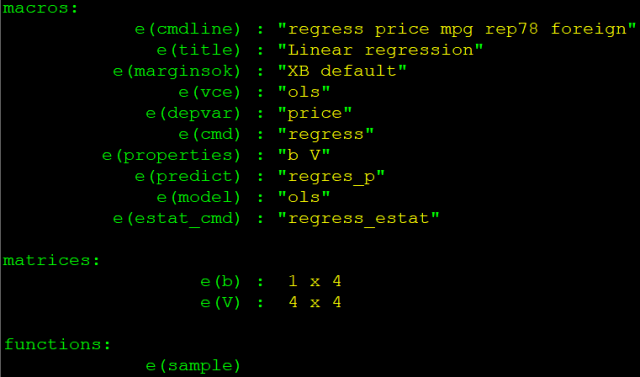 macros:
e(cmdline) : "regress price mpg rep78 foreign"
e(title) : "Linear regression"
e(marginsok) : "XB default"
e(vce) : "ols"
e(depvar) : "price"
e(cmd) : "regress"
e(properties) : "b V"
e(predict) : "regres_p"
e(model) : "ols"
e(estat_cmd) : "regress_estat"
matrices:
e(b) : 1 x 4
e(V) : 4 x 4
functions:
e(sample)